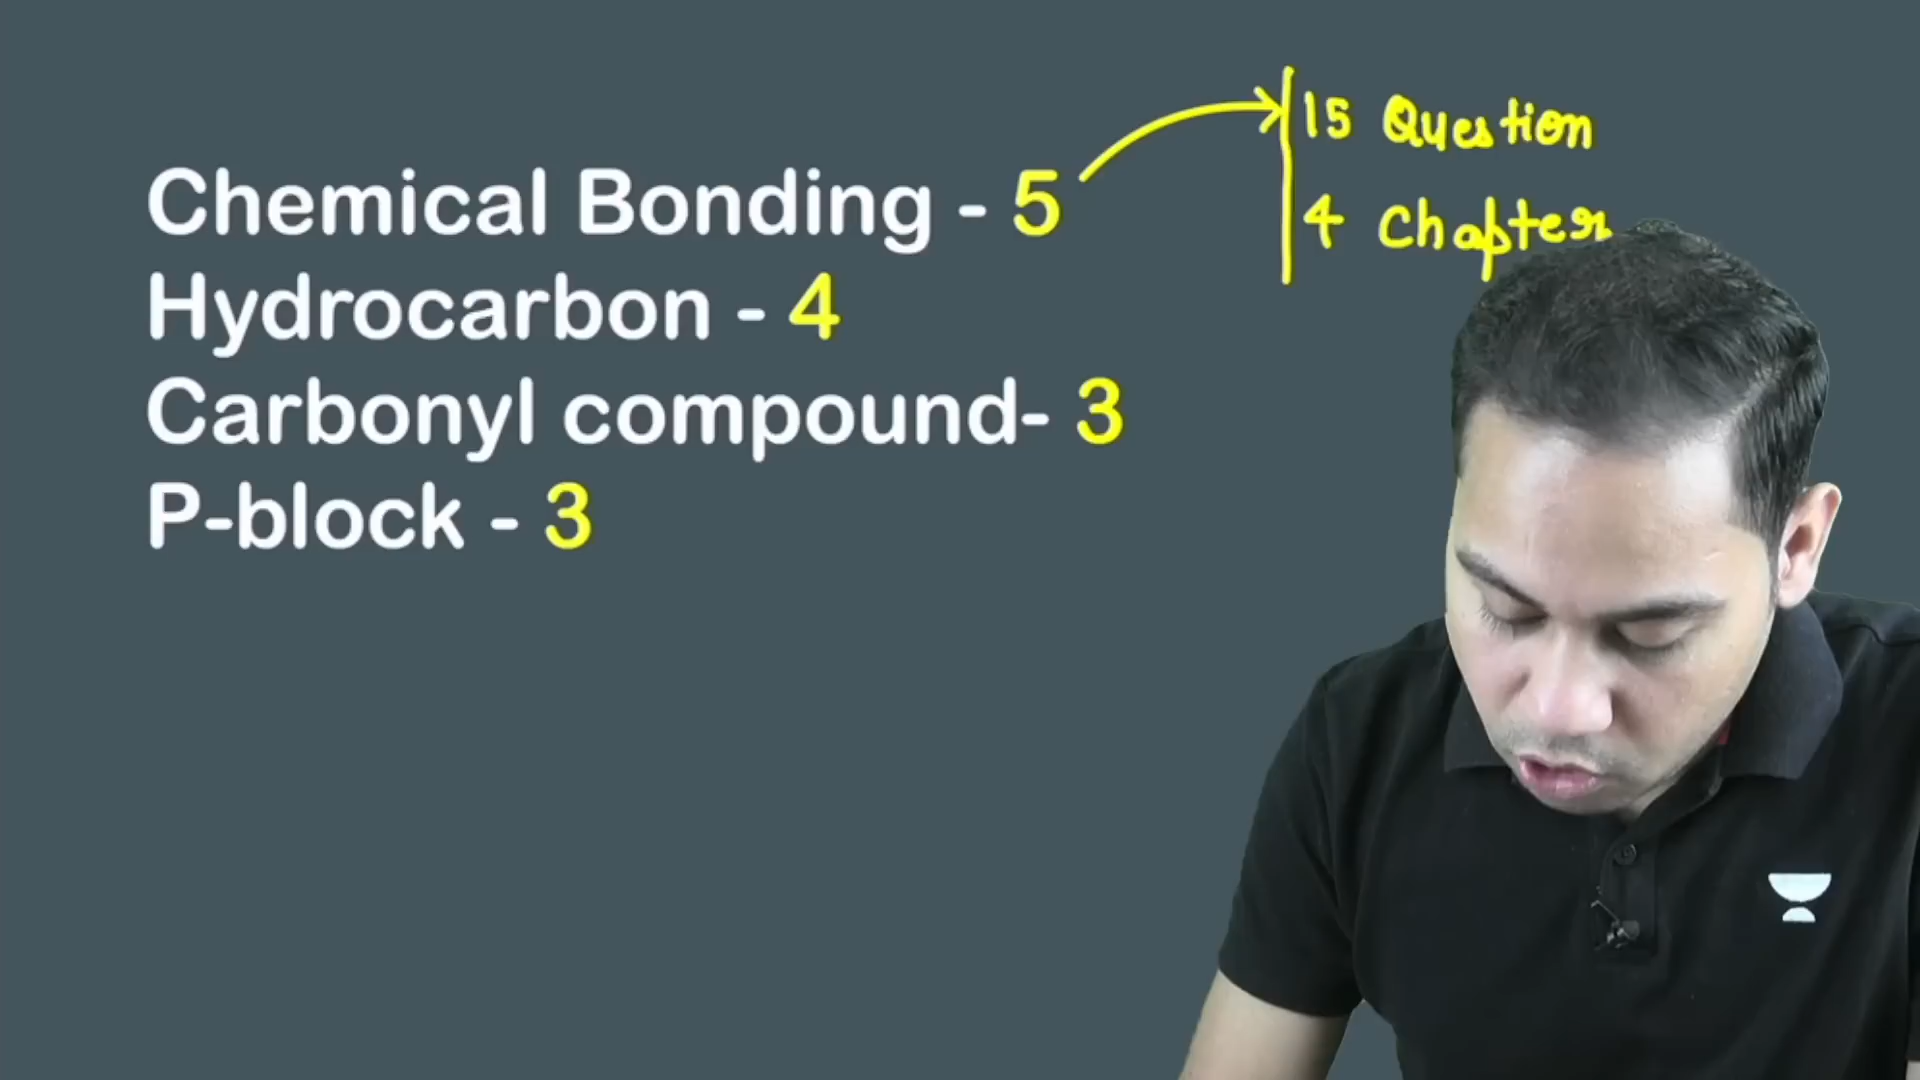 Chemical Bonding - 5
Hydrocarbon - 4
Carbonyl compound- 3
P-block - 3
15 Question
4 Chapter